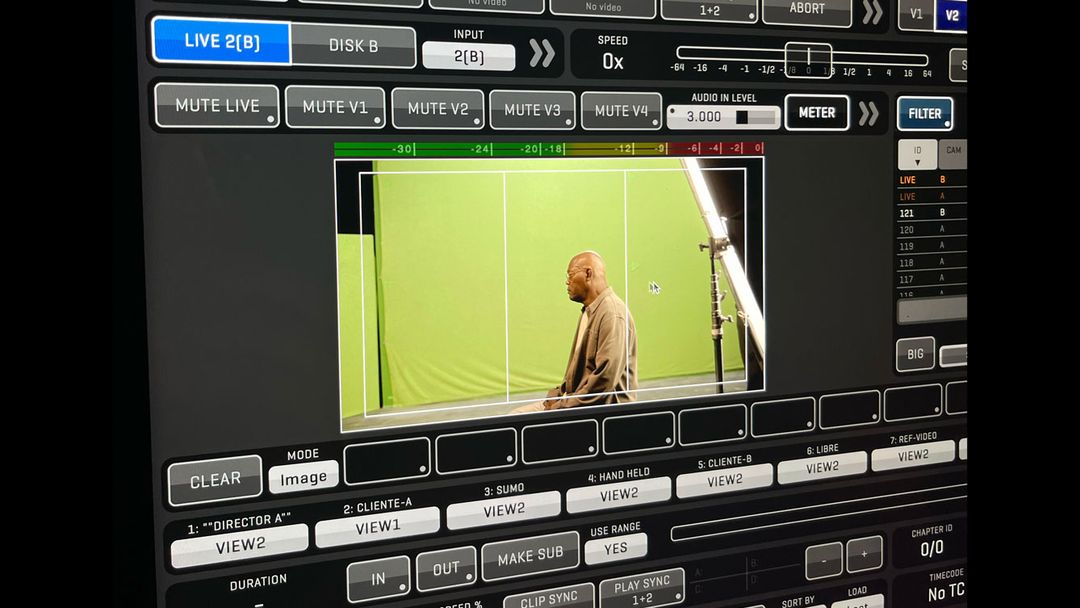 No video
No video
1+2
ABORT
V1
V2
LIVE 2(B)
DISK B
INPUT
2(B)
SPEED
0x
-64 -16 -4 -1 -1/2 -1/8 0 1/8 1/2 1 4 16 64
MUTE LIVE
MUTE V1
MUTE V2
MUTE V3
MUTE V4
AUDIO IN LEVEL
3.000
METER
FILTER
-30 -24 -20 -18 -12 -9 -6 -4 -2 0
ID CAM
LIVE B
LIVE A
121 B
120 A
119 A
118 A
117 A
116 A
BIG
CLEAR
MODE
Image
1: ""DIRECTOR A""
VIEW2
2: CLIENTE-A
VIEW1
3: SUMO
VIEW2
4: HAND HELD
VIEW2
5: CLIENTE-B
VIEW2
6: LIBRE
VIEW2
7: REF-VIDEO
VIEW2
DURATION
IN
OUT
MAKE SUB
USE RANGE
YES
A:
B:
C:
D:
-
+
CHAPTER ID
0/0
SPEED %
CLIP SYNC
PLAY SYNC
1+2
SORT BY
LOAD
TIMECODE
No TC